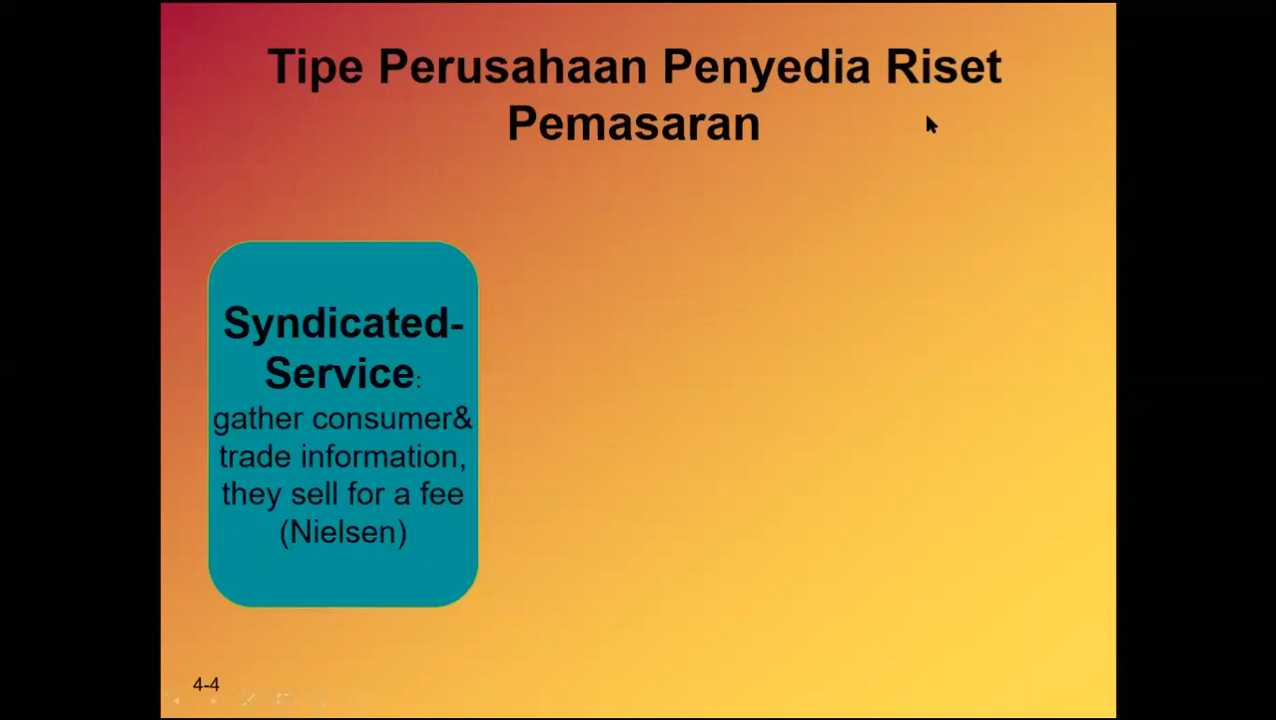 Tipe Perusahaan Penyedia Riset
Pemasaran
Syndicated-
Service:
gather consumer&
trade information,
they sell for a fee
(Nielsen)
4-4